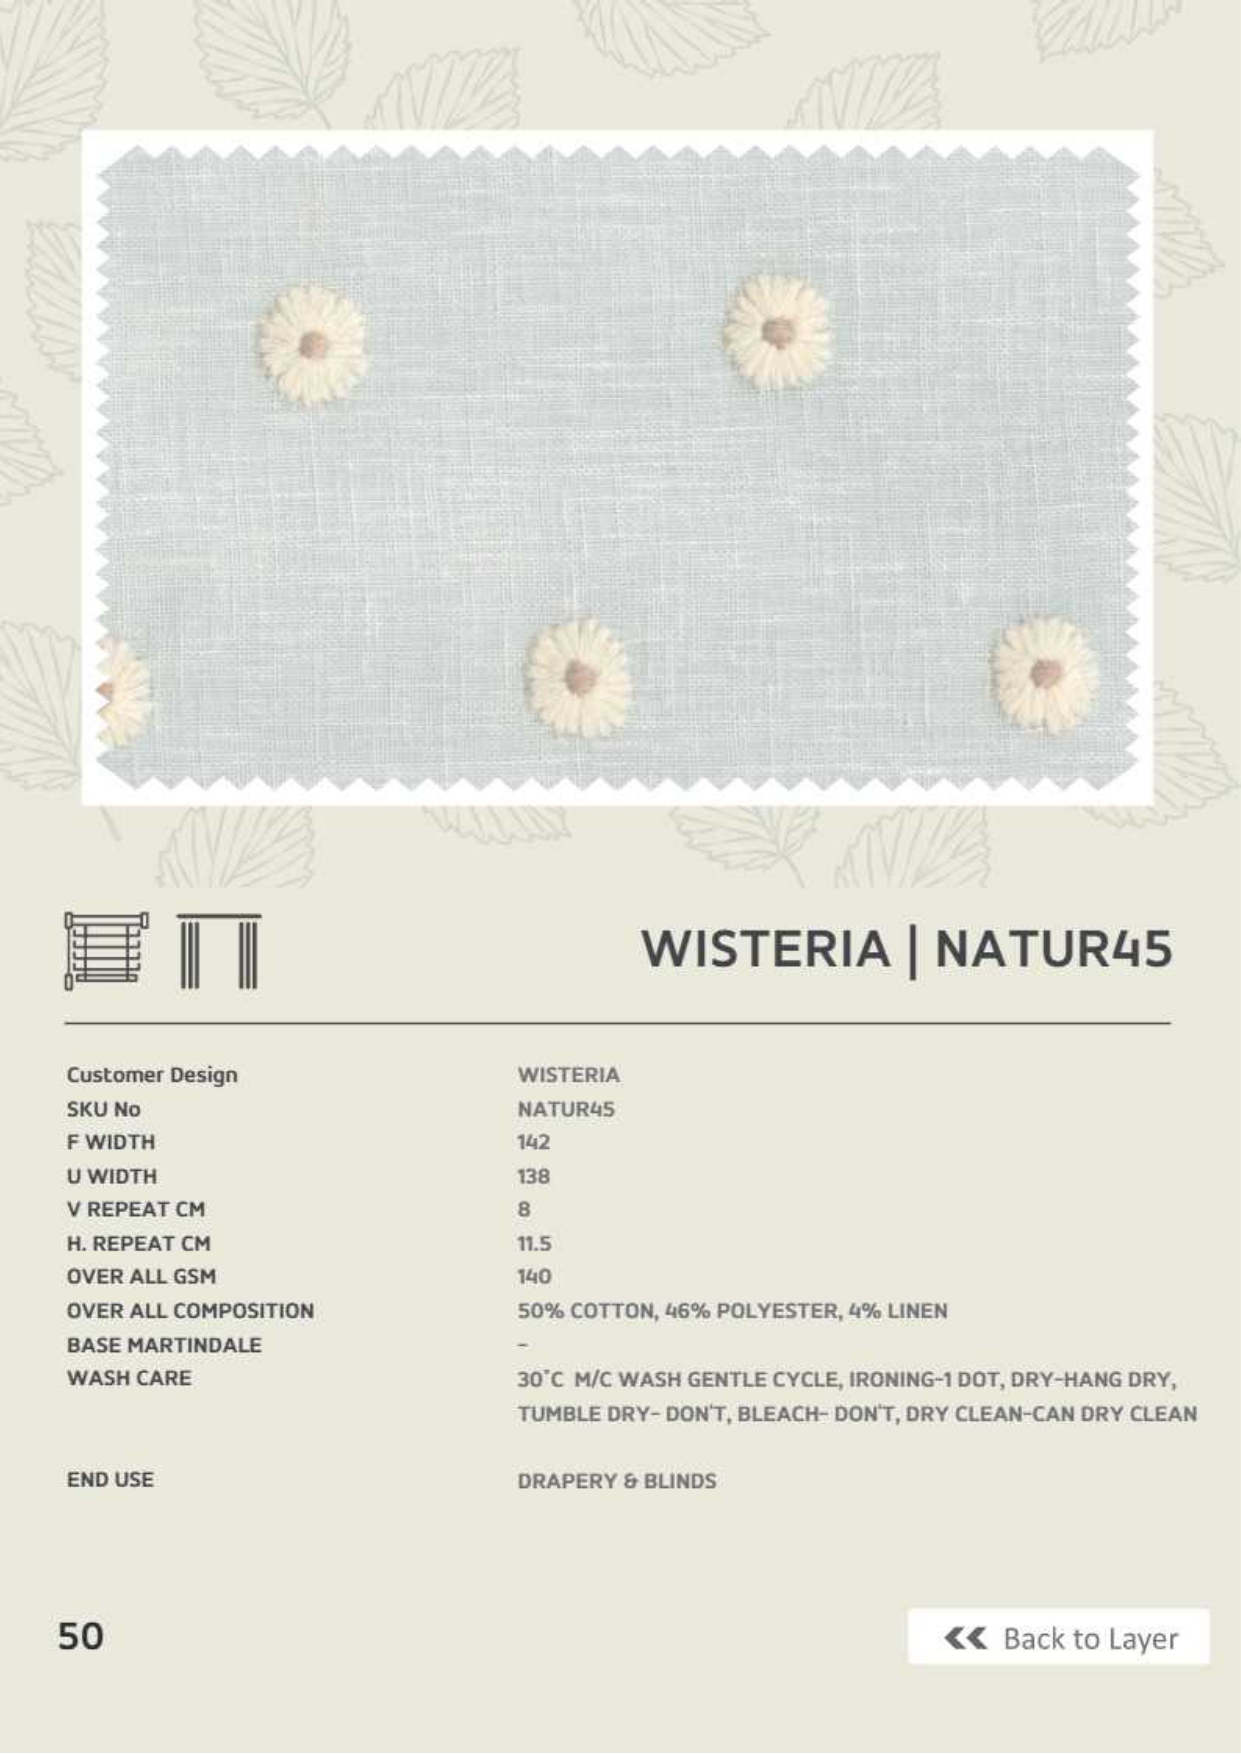 WISTERIA | NATUR45
Customer Design WISTERIA
SKU No NATUR45
F WIDTH 142
U WIDTH 138
V REPEAT CM 8
H. REPEAT CM 11.5
OVER ALL GSM 140
OVER ALL COMPOSITION 50% COTTON, 46% POLYESTER, 4% LINEN
BASE MARTINDALE -
WASH CARE 30°C M/C WASH GENTLE CYCLE, IRONING-1 DOT, DRY-HANG DRY,
TUMBLE DRY- DON'T, BLEACH- DON'T, DRY CLEAN-CAN DRY CLEAN
END USE DRAPERY & BLINDS
50
Back to Layer